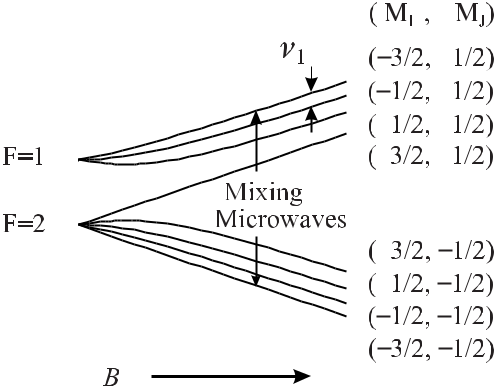 ( M_I , M_J)
ν₁
(−3/2, 1/2)
(−1/2, 1/2)
( 1/2, 1/2)
( 3/2, 1/2)
F=1
Mixing
Microwaves
F=2
( 3/2, −1/2)
( 1/2, −1/2)
(−1/2, −1/2)
(−3/2, −1/2)
B